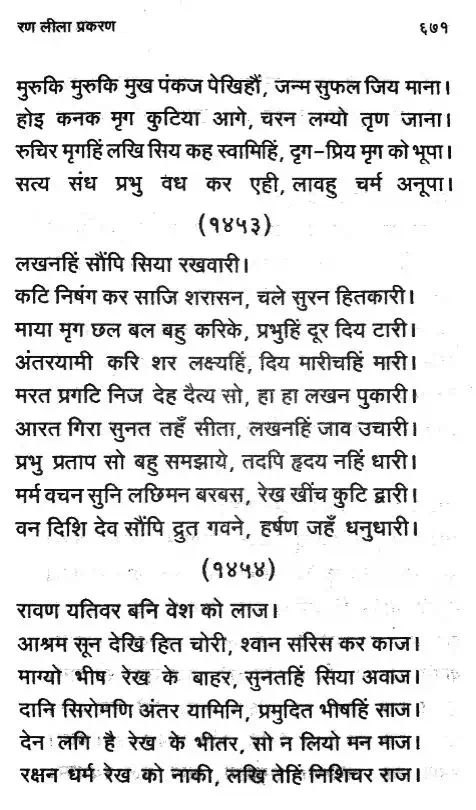 रण लीला प्रकरण ६७१
मुरुकि मुरुकि मुख पंकज पेखिहौं, जन्म सुफल जिय माना।
होइ कनक मृग कुटिया आगे, चरन लग्यो तृण जाना।
रुचिर मृगहिं लखि सिय कह स्वामिहिं, दृग-प्रिय मृग को भूपा।
सत्य संध प्रभु वध कर एही, लावहु चर्म अनूपा।
(१४५३)
लखनहिं सौंपि सिया रखवारी।
कटि निषंग कर साजि शरासन, चले सुरन हितकारी।
माया मृग छल बल बहु करिके, प्रभुहिं दूर दिय टारी।
अंतरयामी करि शर लक्ष्यहिं, दिय मारीचहिं मारी।
मरत प्रगटि निज देह दैत्य सो, हा हा लखन पुकारी।
आरत गिरा सुनत तहँ सीता, लखनहिं जाव उचारी।
प्रभु प्रताप सो बहु समझाये, तदपि हृदय नहिं धारी।
मर्म वचन सुनि लछिमन बरबस, रेख खींच कुटि द्वारी।
वन दिशि देव सौंपि द्रुत गवने, हर्षण जहँ धनुधारी।
(१४५४)
रावण यतिवर बनि वेश को लाज।
आश्रम सून देखि हित चोरी, श्वान सरिस कर काज।
माग्यो भीष रेख के बाहर, सुनतहिं सिया अवाज।
दानि सिरोमणि अंतर यामिनि, प्रमुदित भीषहिं साज।
देन लगि है रेख के भीतर, सो न लियो मन माज।
रक्षन धर्म रेख को नाकी, लखि तेहिं निशिचर राज।